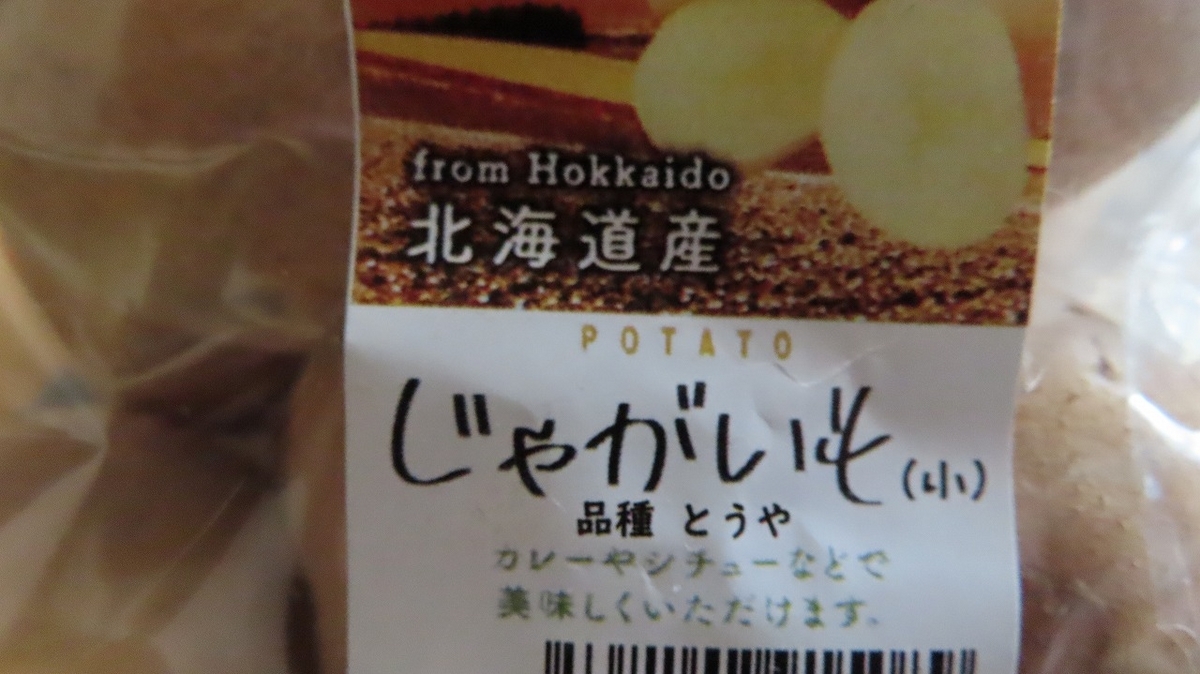 from Hokkaido
北海道産
POTATO
じゃがいも(小)
品種 とうや
カレーやシチューなどで
美味しくいただけます。